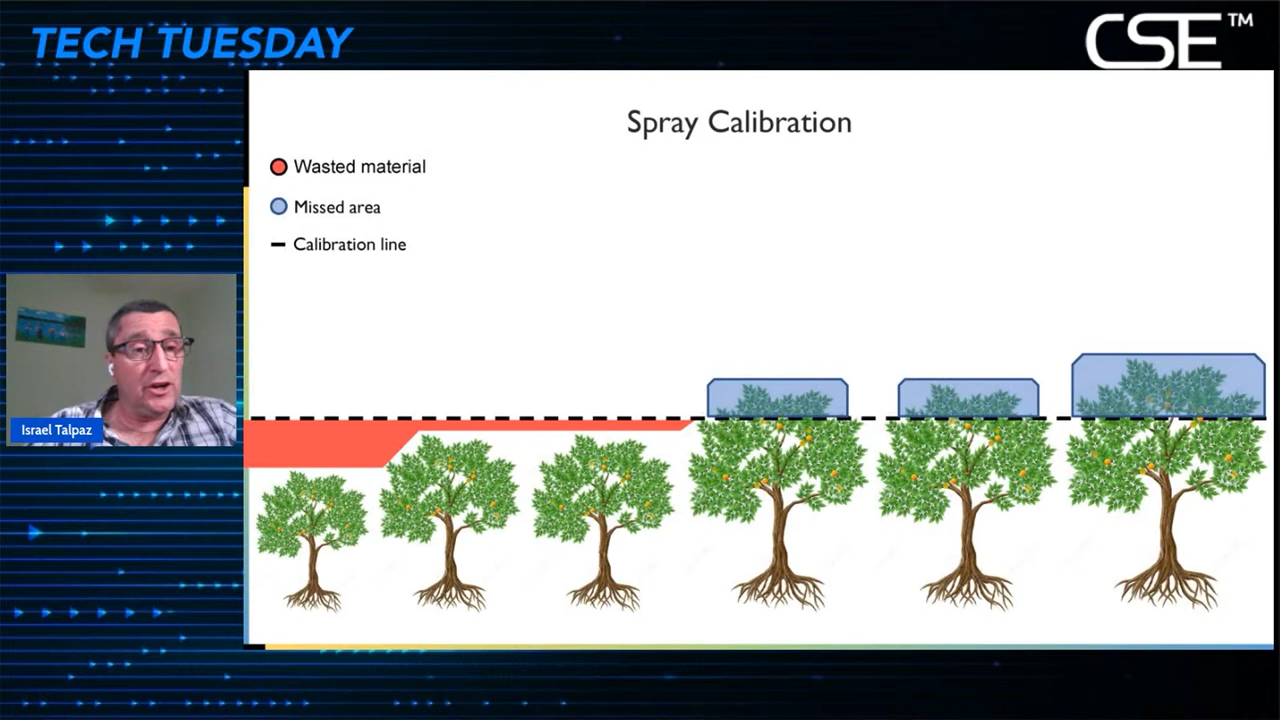 TECH TUESDAY
CSE™
Spray Calibration
Wasted material
Missed area
Calibration line
Israel Talpaz